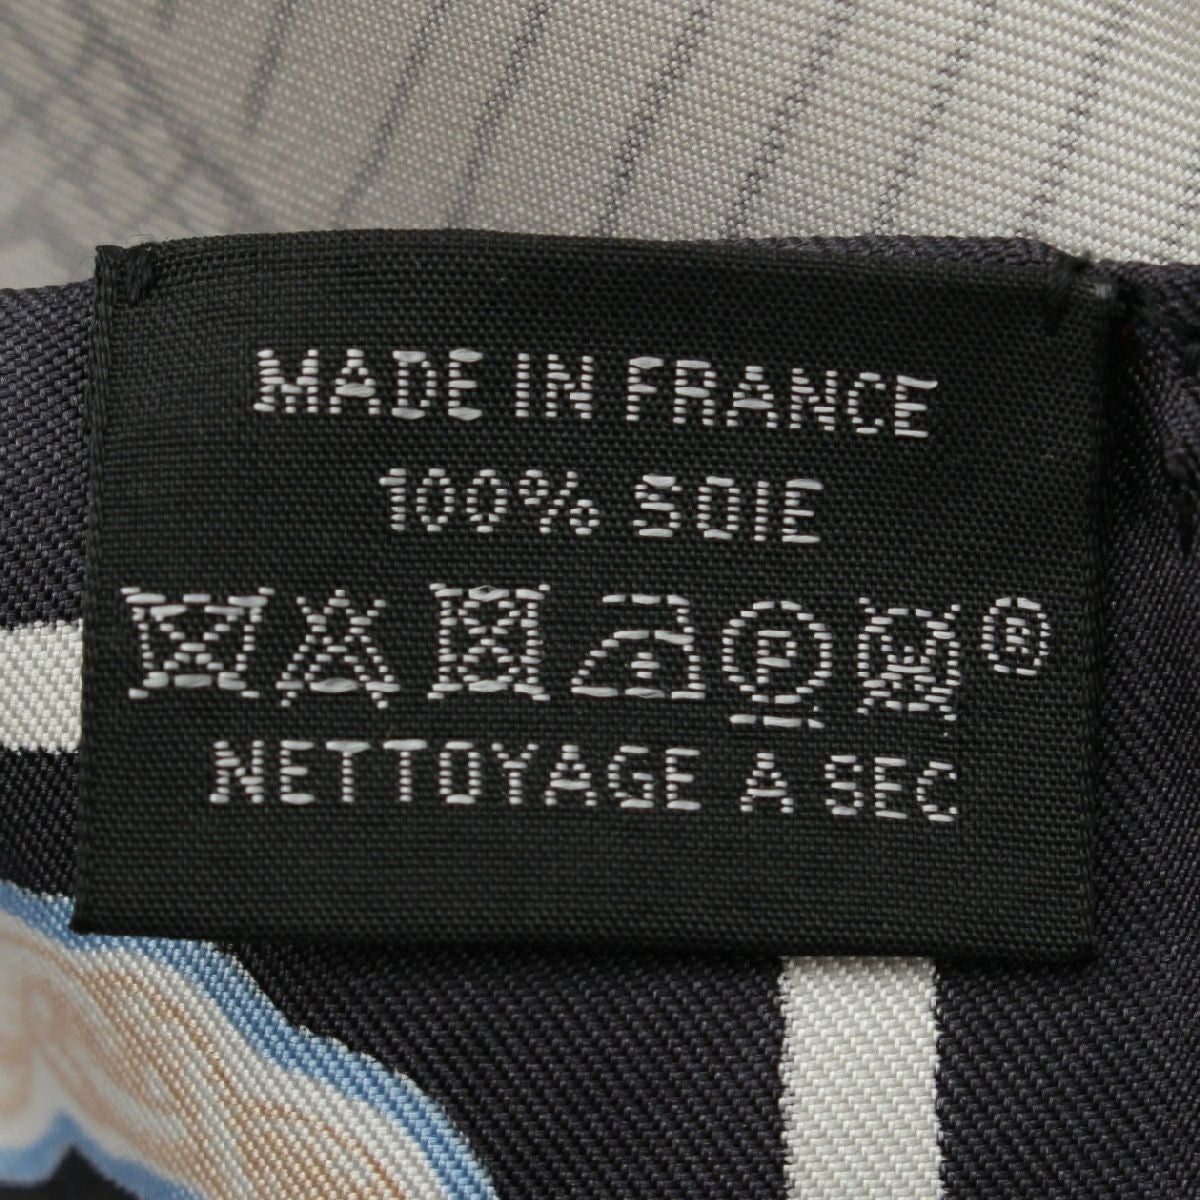 MADE IN FRANCE
100% SOIE
P ®
NETTOYAGE A SEC